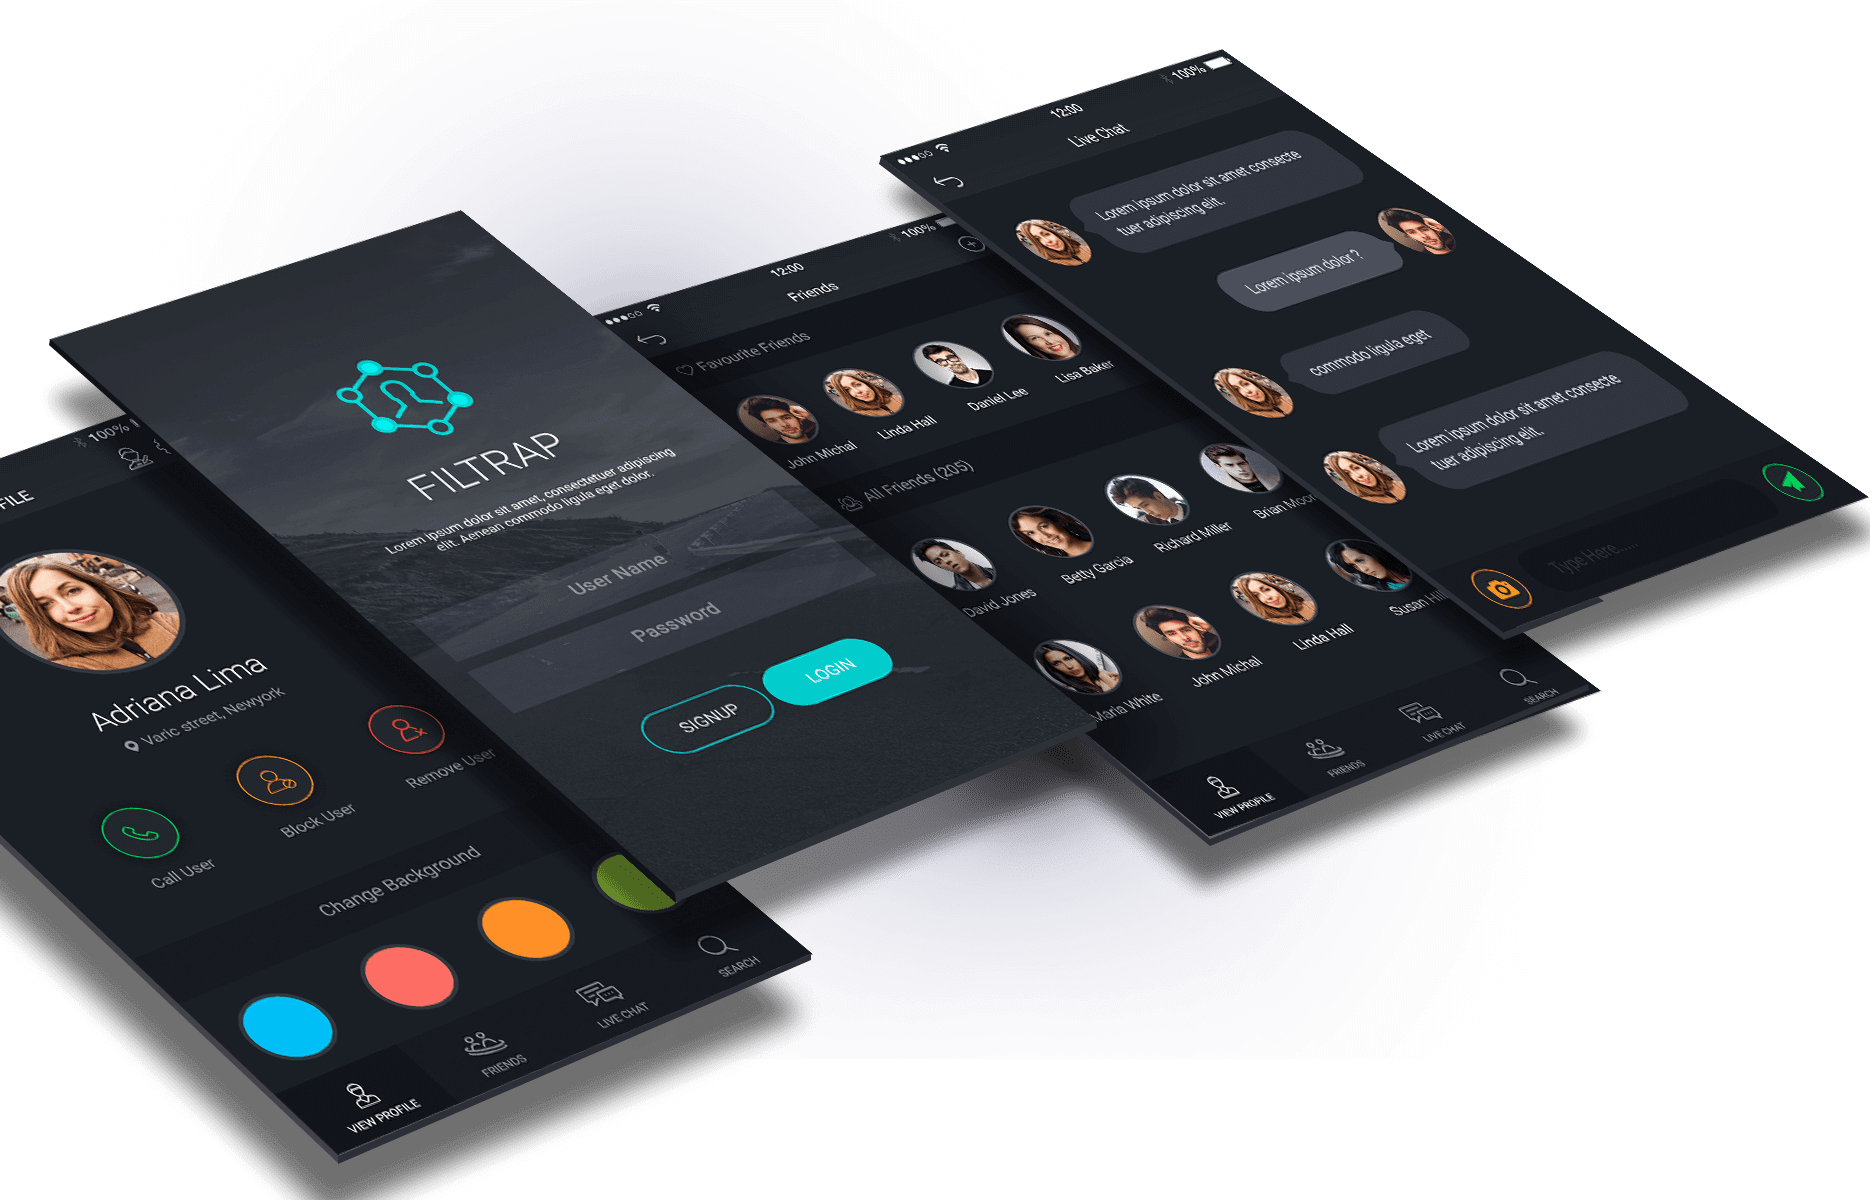 100%
FILE
Adriana Lima
Varic street, Newyork
Call User
Block User
Remove User
Change Background
VIEW PROFILE
FRIENDS
LIVE CHAT
SEARCH
FILTRAP
Lorem ipsum dolor sit amet, consectetuer adipiscing
elit. Aenean commodo ligula eget dolor.
User Name
Password
SIGNUP
LOGIN
12:00
100%
Friends
Favourite Friends
John Michal
Linda Hall
Daniel Lee
Lisa Baker
All Friends (205)
David Jones
Betty Garcia
Richard Miller
Brian Moor
Maria White
John Michal
Linda Hall
Susan Hil
VIEW PROFILE
FRIENDS
LIVE CHAT
SEARCH
12:00
100%
Live Chat
Lorem ipsum dolor sit amet consecte
tuer adipiscing elit.
Lorem ipsum dolor ?
commodo ligula eget
Lorem ipsum dolor sit amet consecte
tuer adipiscing elit.
Type Here.....